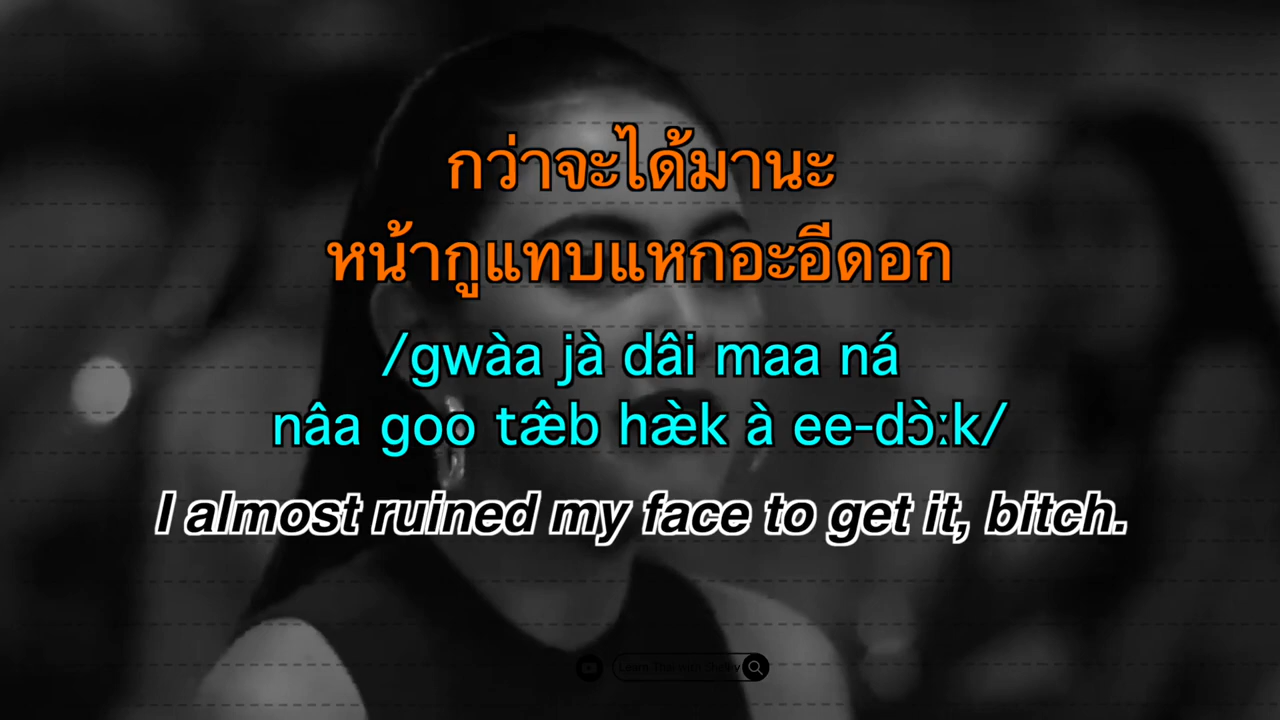 กว่าจะได้มานะ
หน้ากูแทบแหกอะอีดอก
/gwàa jà dâi maa ná
nâa goo tæ̂b hæ̀k à ee-dɔ̀ːk/
I almost ruined my face to get it, bitch.
Learn Thai with Shelby